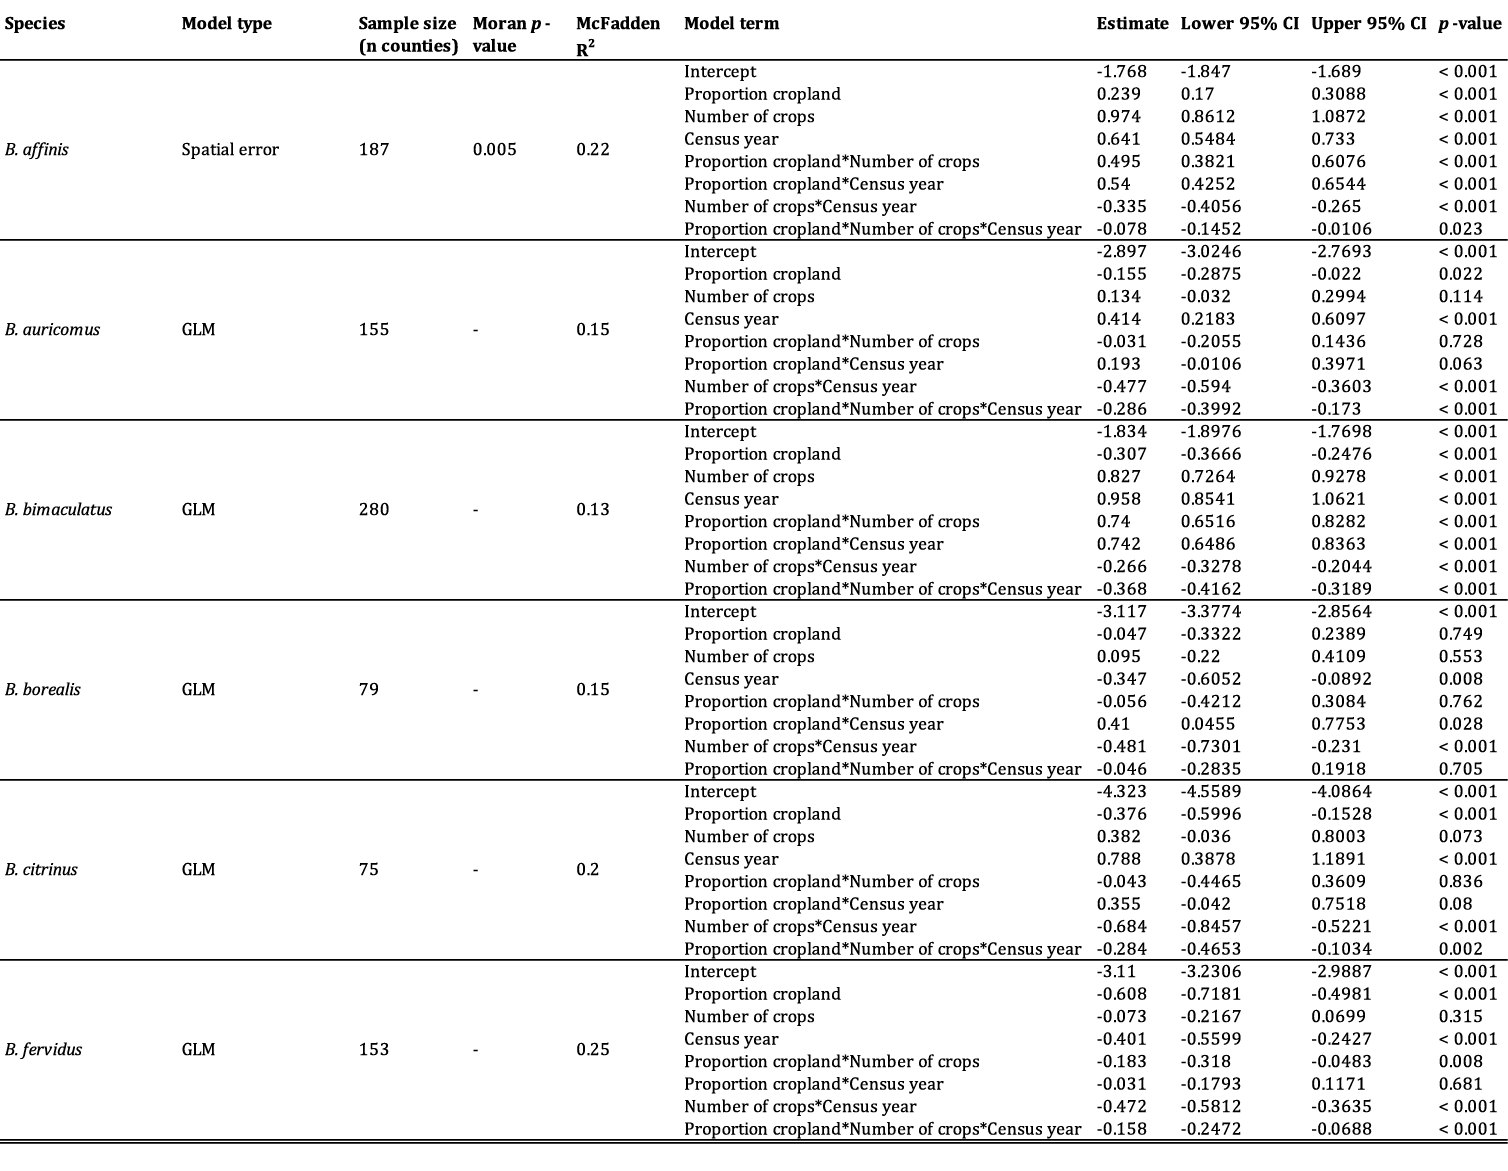 Species Model type Sample size (n counties) Moran p-value McFadden R² Model term Estimate Lower 95% CI Upper 95% CI p-value
Intercept -1.768 -1.847 -1.689 < 0.001
Proportion cropland 0.239 0.17 0.3088 < 0.001
Number of crops 0.974 0.8612 1.0872 < 0.001
Census year 0.641 0.5484 0.733 < 0.001
B. affinis Spatial error 187 0.005 0.22
Proportion cropland*Number of crops 0.495 0.3821 0.6076 < 0.001
Proportion cropland*Census year 0.54 0.4252 0.6544 < 0.001
Number of crops*Census year -0.335 -0.4056 -0.265 < 0.001
Proportion cropland*Number of crops*Census year -0.078 -0.1452 -0.0106 0.023
Intercept -2.897 -3.0246 -2.7693 < 0.001
Proportion cropland -0.155 -0.2875 -0.022 0.022
Number of crops 0.134 -0.032 0.2994 0.114
Census year 0.414 0.2183 0.6097 < 0.001
B. auricomus GLM 155 - 0.15
Proportion cropland*Number of crops -0.031 -0.2055 0.1436 0.728
Proportion cropland*Census year 0.193 -0.0106 0.3971 0.063
Number of crops*Census year -0.477 -0.594 -0.3603 < 0.001
Proportion cropland*Number of crops*Census year -0.286 -0.3992 -0.173 < 0.001
Intercept -1.834 -1.8976 -1.7698 < 0.001
Proportion cropland -0.307 -0.3666 -0.2476 < 0.001
Number of crops 0.827 0.7264 0.9278 < 0.001
Census year 0.958 0.8541 1.0621 < 0.001
B. bimaculatus GLM 280 - 0.13
Proportion cropland*Number of crops 0.74 0.6516 0.8282 < 0.001
Proportion cropland*Census year 0.742 0.6486 0.8363 < 0.001
Number of crops*Census year -0.266 -0.3278 -0.2044 < 0.001
Proportion cropland*Number of crops*Census year -0.368 -0.4162 -0.3189 < 0.001
Intercept -3.117 -3.3774 -2.8564 < 0.001
Proportion cropland -0.047 -0.3322 0.2389 0.749
Number of crops 0.095 -0.22 0.4109 0.553
Census year -0.347 -0.6052 -0.0892 0.008
B. borealis GLM 79 - 0.15
Proportion cropland*Number of crops -0.056 -0.4212 0.3084 0.762
Proportion cropland*Census year 0.41 0.0455 0.7753 0.028
Number of crops*Census year -0.481 -0.7301 -0.231 < 0.001
Proportion cropland*Number of crops*Census year -0.046 -0.2835 0.1918 0.705
Intercept -4.323 -4.5589 -4.0864 < 0.001
Proportion cropland -0.376 -0.5996 -0.1528 < 0.001
Number of crops 0.382 -0.036 0.8003 0.073
Census year 0.788 0.3878 1.1891 < 0.001
B. citrinus GLM 75 - 0.2
Proportion cropland*Number of crops -0.043 -0.4465 0.3609 0.836
Proportion cropland*Census year 0.355 -0.042 0.7518 0.08
Number of crops*Census year -0.684 -0.8457 -0.5221 < 0.001
Proportion cropland*Number of crops*Census year -0.284 -0.4653 -0.1034 0.002
Intercept -3.11 -3.2306 -2.9887 < 0.001
Proportion cropland -0.608 -0.7181 -0.4981 < 0.001
Number of crops -0.073 -0.2167 0.0699 0.315
Census year -0.401 -0.5599 -0.2427 < 0.001
B. fervidus GLM 153 - 0.25
Proportion cropland*Number of crops -0.183 -0.318 -0.0483 0.008
Proportion cropland*Census year -0.031 -0.1793 0.1171 0.681
Number of crops*Census year -0.472 -0.5812 -0.3635 < 0.001
Proportion cropland*Number of crops*Census year -0.158 -0.2472 -0.0688 < 0.001